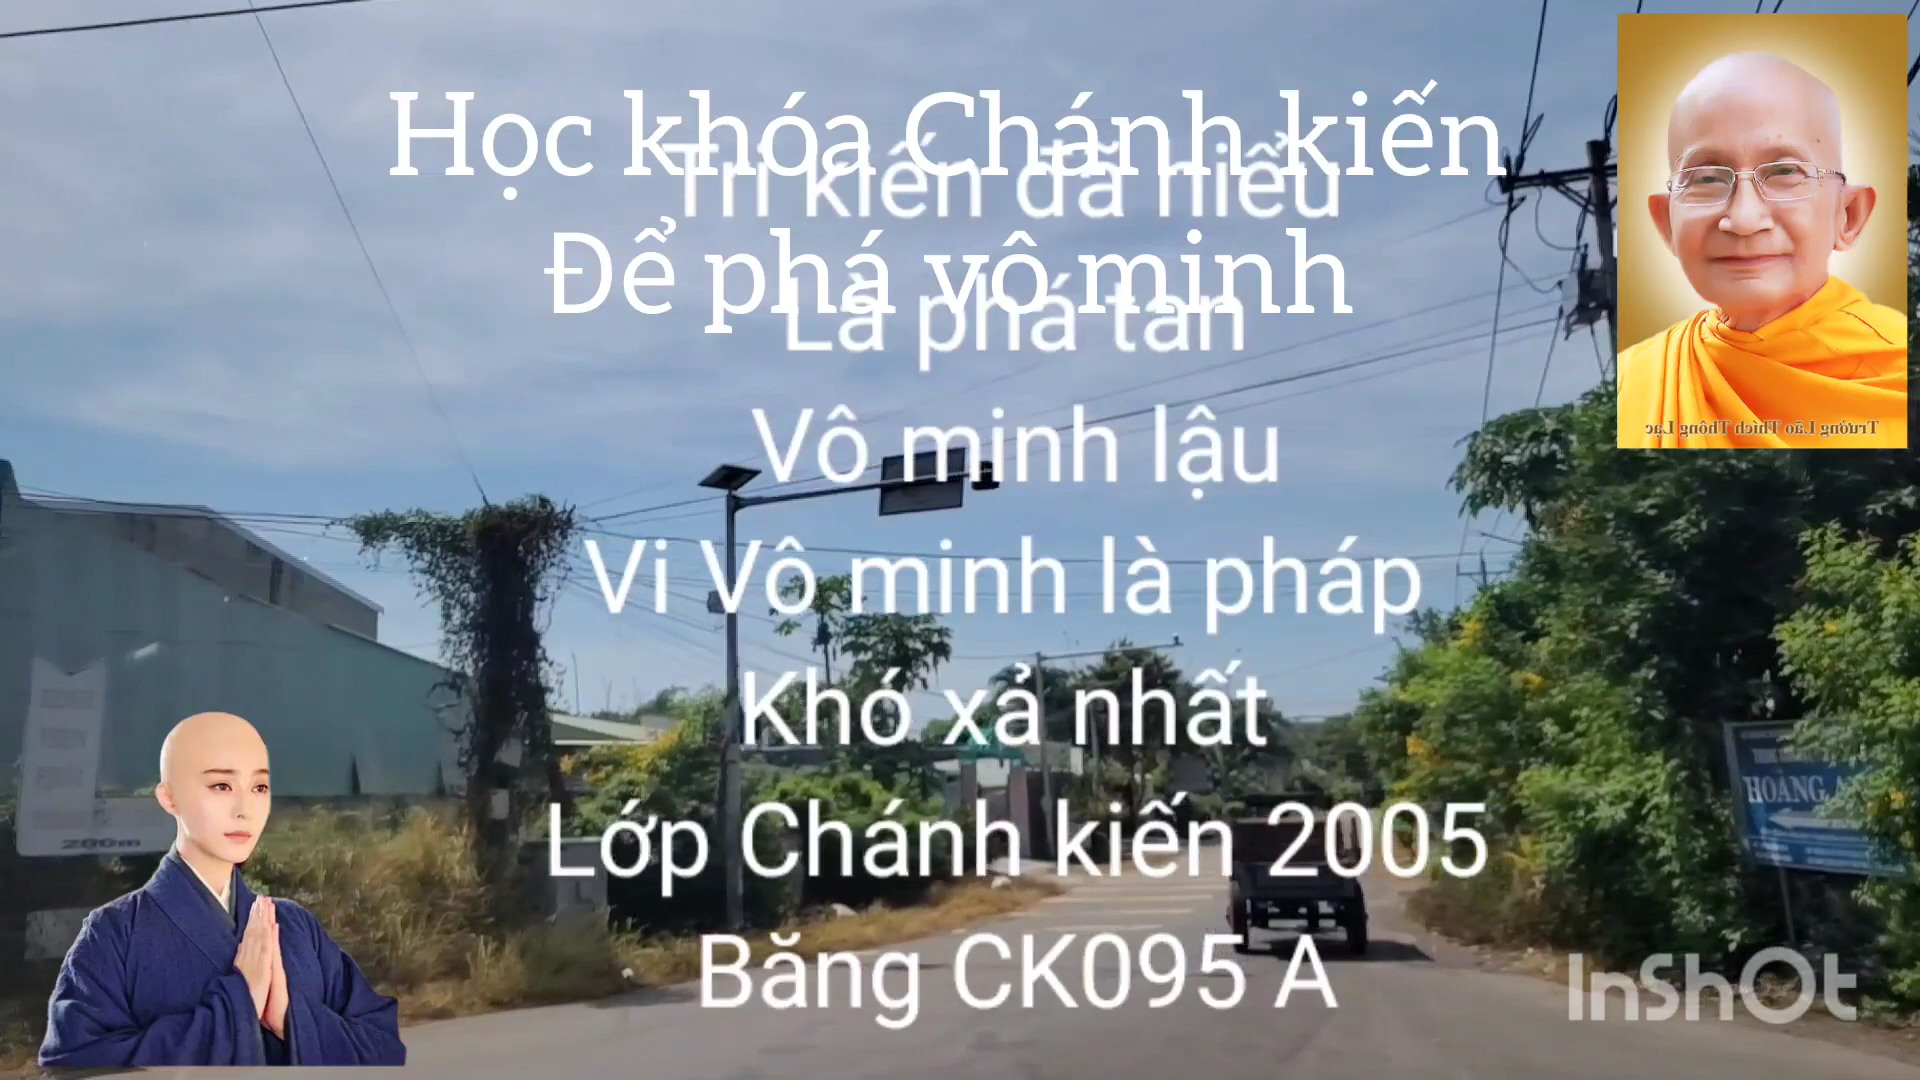 Học khóa Chánh kiến
Để phá vô minh
Tri kiến đã hiểu
Là phá tan
Vô minh lậu
Vi Vô minh là pháp
Khó xả nhất
Lớp Chánh kiến 2005
Băng CK095 A
Trưởng Lão Thích Thông Lạc
HOÀNG
200m
InShOt